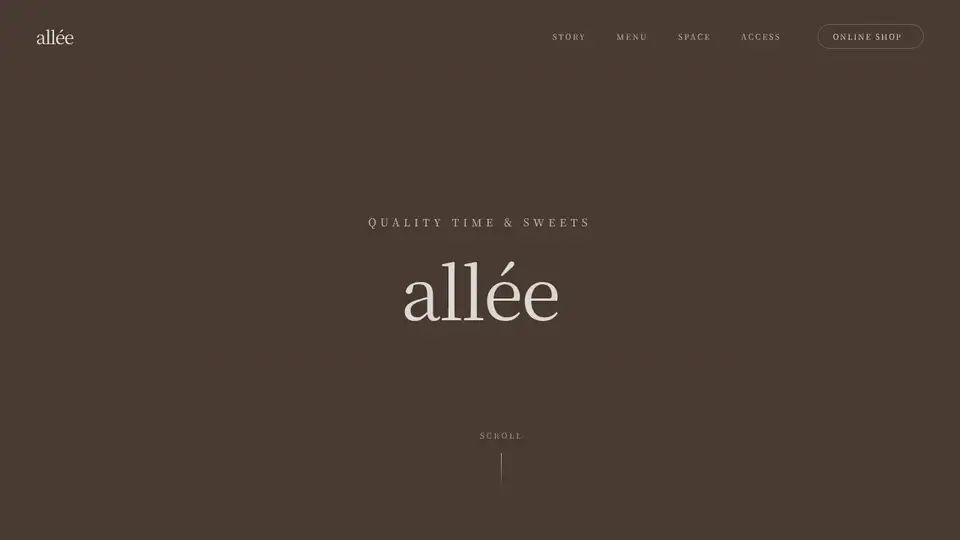 allée
STORY MENU SPACE ACCESS ONLINE SHOP
QUALITY TIME & SWEETS
allée
SCROLL